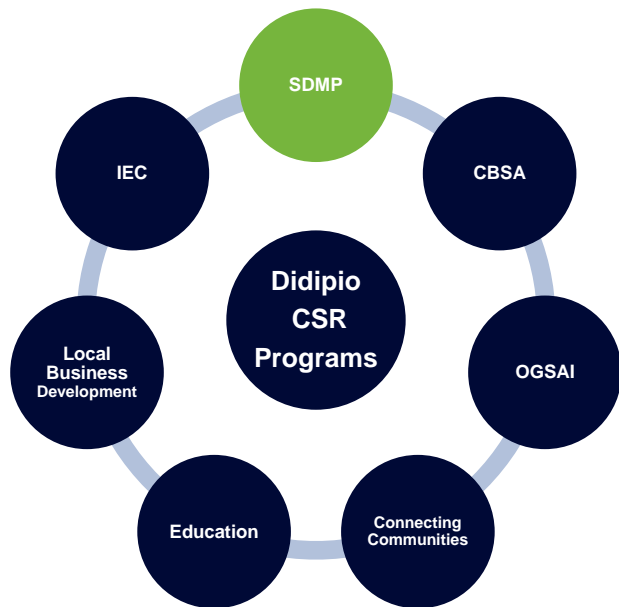 SDMP
IEC
CBSA
Didipio
CSR
Programs
Local
Business
Development
OGSAI
Education
Connecting
Communities